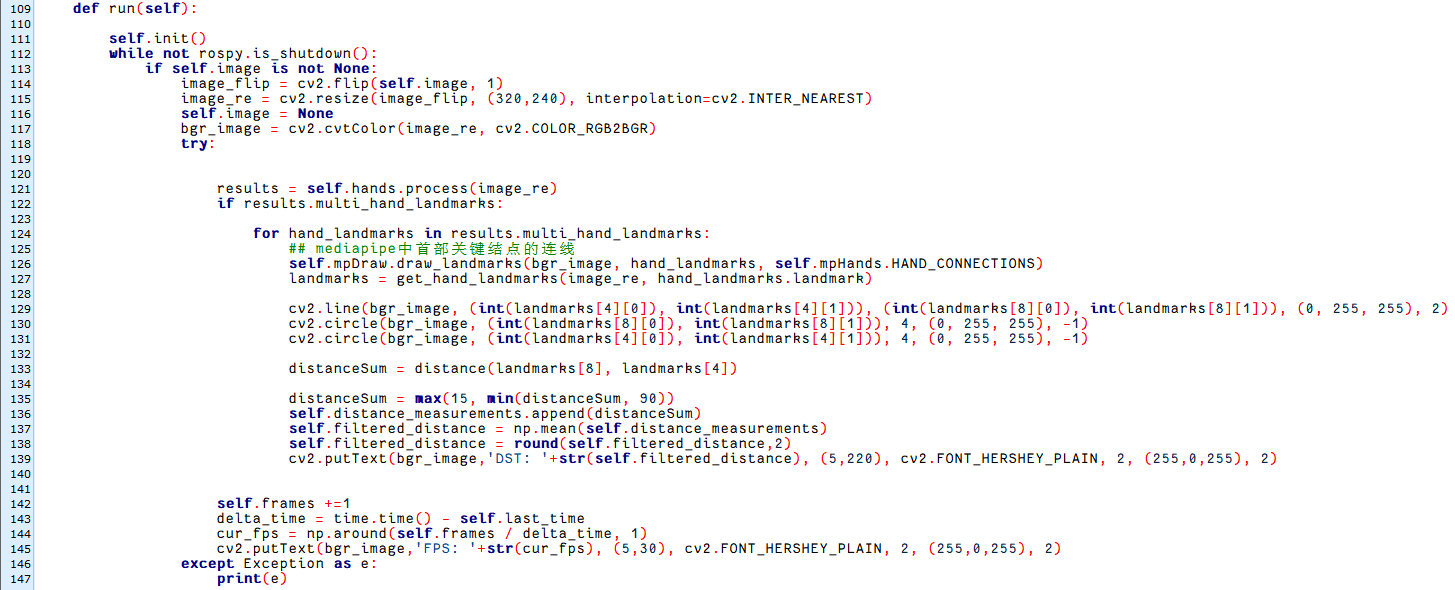 109 def run(self):
110
111 self.init()
112 while not rospy.is_shutdown():
113 if self.image is not None:
114 image_flip = cv2.flip(self.image, 1)
115 image_re = cv2.resize(image_flip, (320,240), interpolation=cv2.INTER_NEAREST)
116 self.image = None
117 bgr_image = cv2.cvtColor(image_re, cv2.COLOR_RGB2BGR)
118 try:
119
120
121 results = self.hands.process(image_re)
122 if results.multi_hand_landmarks:
123
124 for hand_landmarks in results.multi_hand_landmarks:
125 ## mediapipe中首部关键结点的连线
126 self.mpDraw.draw_landmarks(bgr_image, hand_landmarks, self.mpHands.HAND_CONNECTIONS)
127 landmarks = get_hand_landmarks(image_re, hand_landmarks.landmark)
128
129 cv2.line(bgr_image, (int(landmarks[4][0]), int(landmarks[4][1])), (int(landmarks[8][0]), int(landmarks[8][1])), (0, 255, 255), 2)
130 cv2.circle(bgr_image, (int(landmarks[8][0]), int(landmarks[8][1])), 4, (0, 255, 255), -1)
131 cv2.circle(bgr_image, (int(landmarks[4][0]), int(landmarks[4][1])), 4, (0, 255, 255), -1)
132
133 distanceSum = distance(landmarks[8], landmarks[4])
134
135 distanceSum = max(15, min(distanceSum, 90))
136 self.distance_measurements.append(distanceSum)
137 self.filtered_distance = np.mean(self.distance_measurements)
138 self.filtered_distance = round(self.filtered_distance,2)
139 cv2.putText(bgr_image,'DST: '+str(self.filtered_distance), (5,220), cv2.FONT_HERSHEY_PLAIN, 2, (255,0,255), 2)
140
141
142 self.frames +=1
143 delta_time = time.time() - self.last_time
144 cur_fps = np.around(self.frames / delta_time, 1)
145 cv2.putText(bgr_image,'FPS: '+str(cur_fps), (5,30), cv2.FONT_HERSHEY_PLAIN, 2, (255,0,255), 2)
146 except Exception as e:
147 print(e)